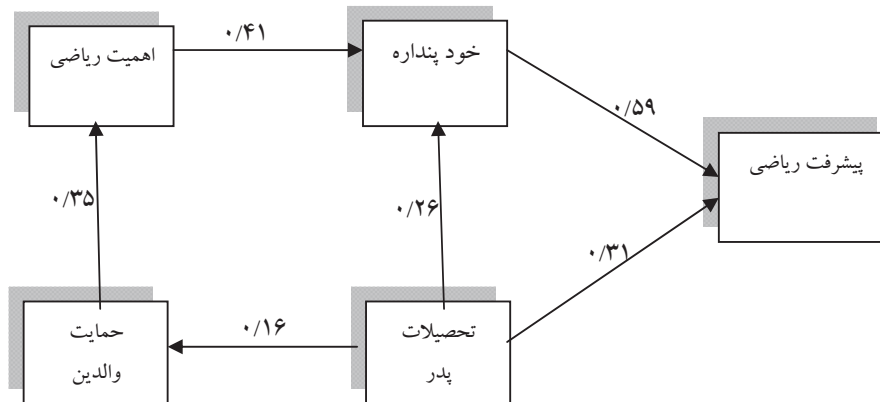 اهمیت ریاضی
۰/۴۱
خود پنداره
۰/۵۹
پیشرفت ریاضی
۰/۳۵
۰/۲۶
۰/۳۱
حمایت
والدین
۰/۱۶
تحصیلات
پدر